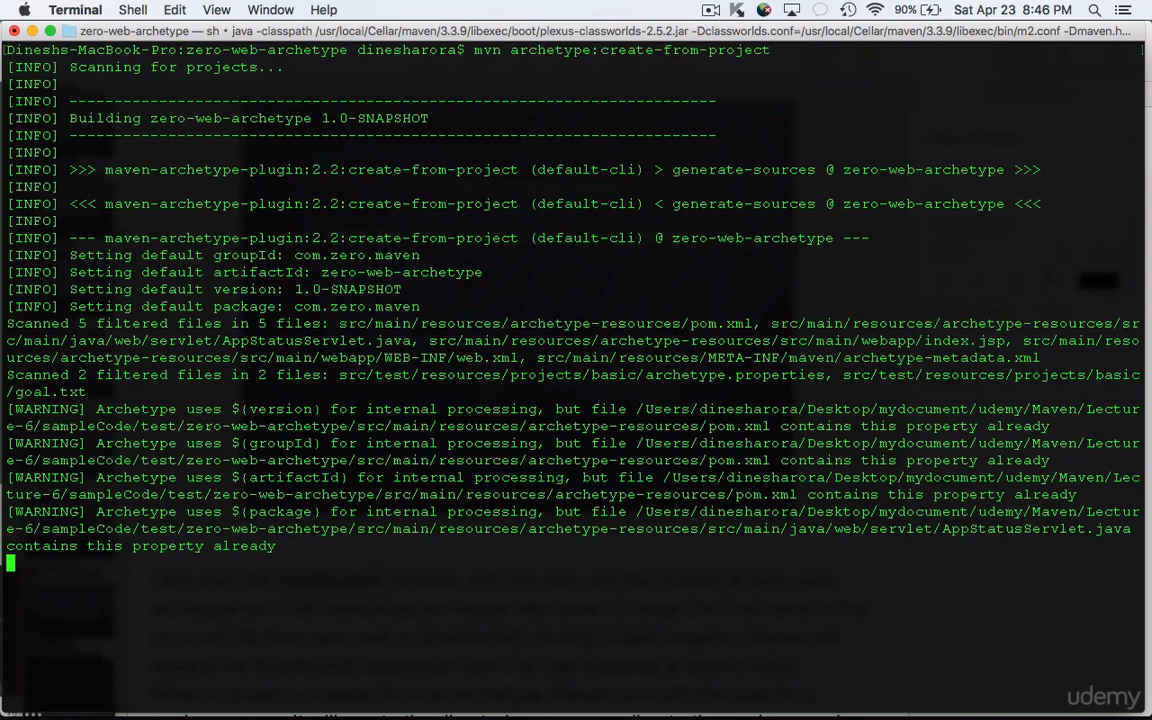 Terminal Shell Edit View Window Help 90% Sat Apr 23 8:46 PM
zero-web-archetype — sh ‹ java -classpath /usr/local/Cellar/maven/3.3.9/libexec/boot/plexus-classworlds-2.5.2.jar -Dclassworlds.conf=/usr/local/Cellar/maven/3.3.9/libexec/bin/m2.conf -Dmaven.h...
[Dineshs-MacBook-Pro:zero-web-archetype dinesharora$ mvn archetype:create-from-project ]
[INFO] Scanning for projects...
[INFO]
[INFO] ------------------------------------------------------------------------
[INFO] Building zero-web-archetype 1.0-SNAPSHOT
[INFO] ------------------------------------------------------------------------
[INFO]
[INFO] >>> maven-archetype-plugin:2.2:create-from-project (default-cli) > generate-sources @ zero-web-archetype >>>
[INFO]
[INFO] <<< maven-archetype-plugin:2.2:create-from-project (default-cli) < generate-sources @ zero-web-archetype <<<
[INFO]
[INFO] --- maven-archetype-plugin:2.2:create-from-project (default-cli) @ zero-web-archetype ---
[INFO] Setting default groupId: com.zero.maven
[INFO] Setting default artifactId: zero-web-archetype
[INFO] Setting default version: 1.0-SNAPSHOT
[INFO] Setting default package: com.zero.maven
Scanned 5 filtered files in 5 files: src/main/resources/archetype-resources/pom.xml, src/main/resources/archetype-resources/sr
c/main/java/web/servlet/AppStatusServlet.java, src/main/resources/archetype-resources/src/main/webapp/index.jsp, src/main/reso
urces/archetype-resources/src/main/webapp/WEB-INF/web.xml, src/main/resources/META-INF/maven/archetype-metadata.xml
Scanned 2 filtered files in 2 files: src/test/resources/projects/basic/archetype.properties, src/test/resources/projects/basic
/goal.txt
[WARNING] Archetype uses ${version} for internal processing, but file /Users/dinesharora/Desktop/mydocument/udemy/Maven/Lectur
e-6/sampleCode/test/zero-web-archetype/src/main/resources/archetype-resources/pom.xml contains this property already
[WARNING] Archetype uses ${groupId} for internal processing, but file /Users/dinesharora/Desktop/mydocument/udemy/Maven/Lectur
e-6/sampleCode/test/zero-web-archetype/src/main/resources/archetype-resources/pom.xml contains this property already
[WARNING] Archetype uses ${artifactId} for internal processing, but file /Users/dinesharora/Desktop/mydocument/udemy/Maven/Lec
ture-6/sampleCode/test/zero-web-archetype/src/main/resources/archetype-resources/pom.xml contains this property already
[WARNING] Archetype uses ${package} for internal processing, but file /Users/dinesharora/Desktop/mydocument/udemy/Maven/Lectur
e-6/sampleCode/test/zero-web-archetype/src/main/resources/archetype-resources/src/main/java/web/servlet/AppStatusServlet.java
contains this property already
udemy